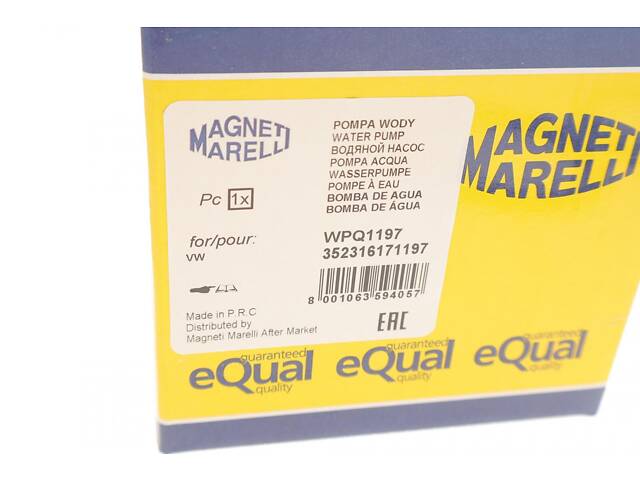 MAGNETI
MARELLI
POMPA WODY
WATER PUMP
ВОДЯНОЙ НАСОС
POMPA ACQUA
WASSERPUMPE
POMPE À EAU
BOMBA DE AGUA
BOMBA DE ÁGUA
Pc 1x
for/pour:
VW
WPQ1197
352316171197
8 001063 594057
Made in P.R.C
Distributed by
Magneti Marelli After Market
EAC
MAGNETI
MARELLI
guaranteed
eQual
quality
guaranteed
eQual
quality
guaranteed
eQual
quality